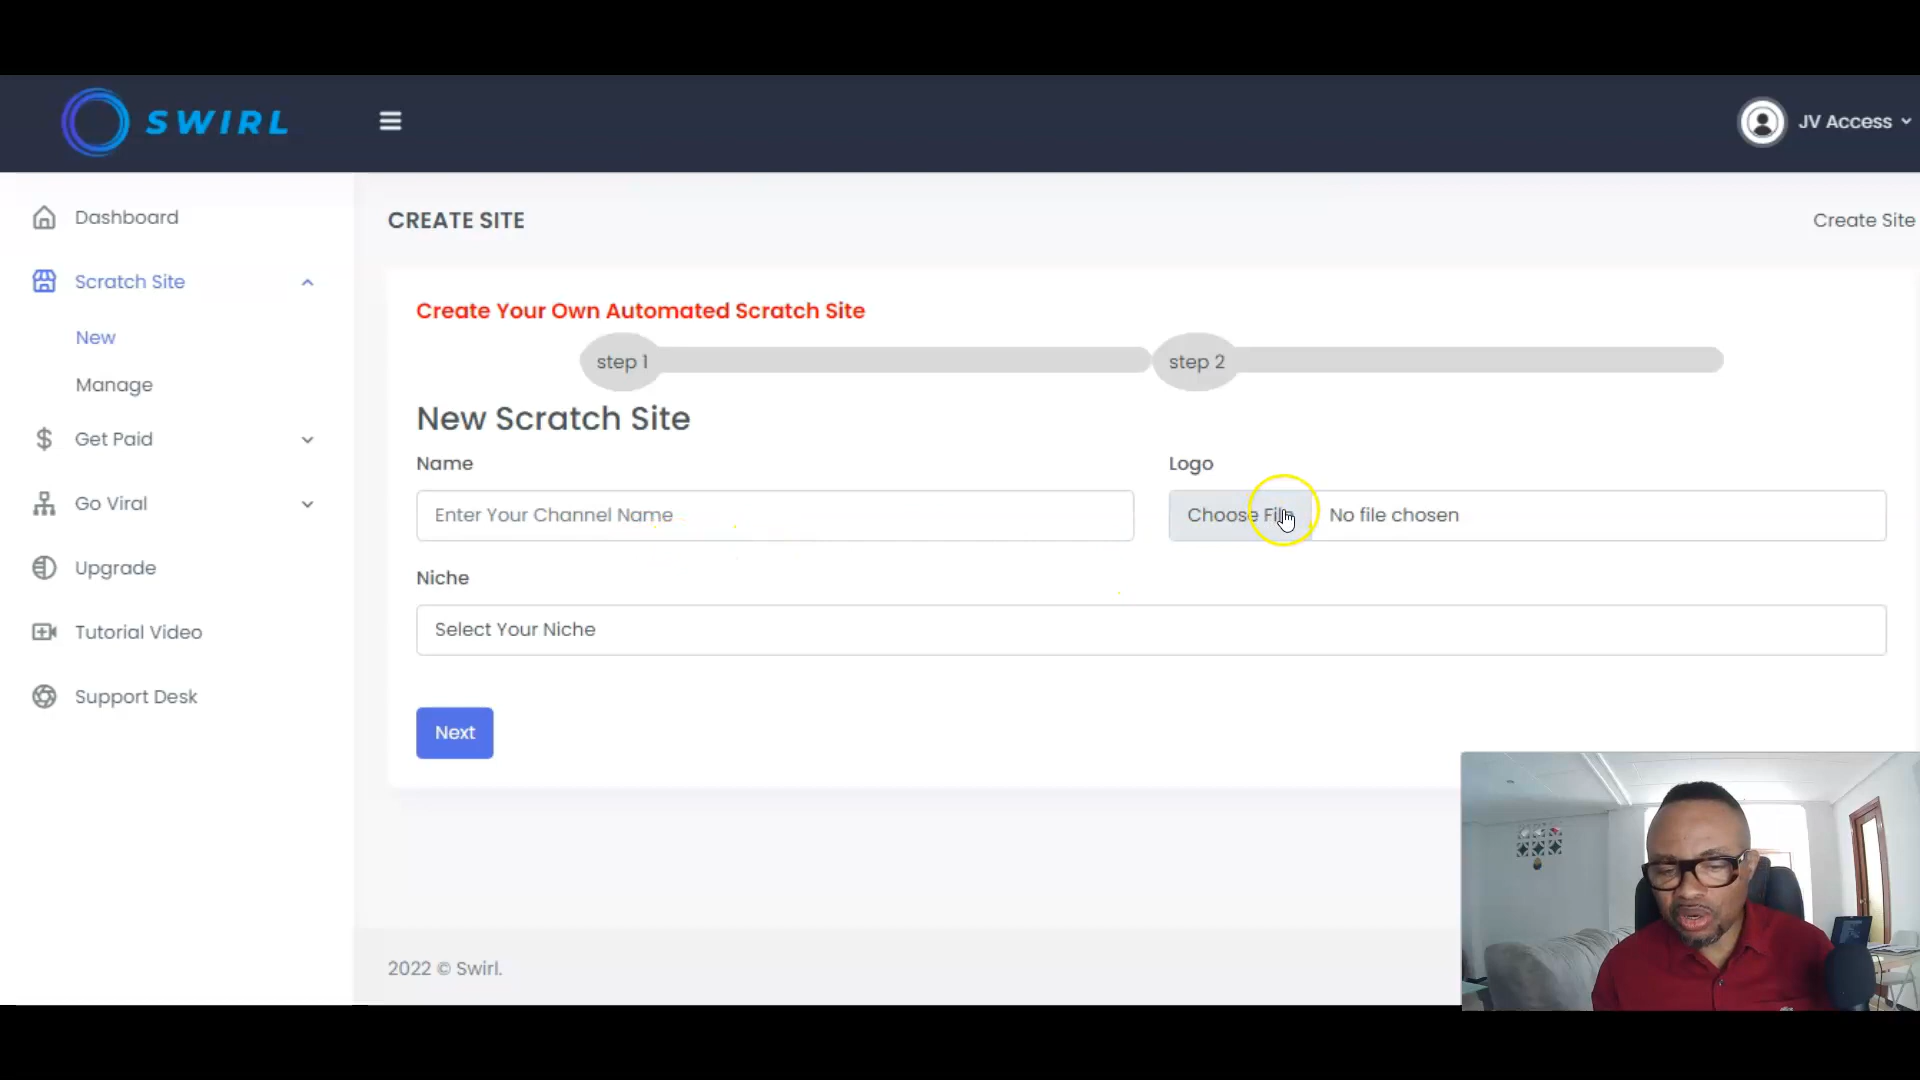 SWIRL
JV Access
Dashboard
Scratch Site
New
Manage
Get Paid
Go Viral
Upgrade
Tutorial Video
Support Desk
CREATE SITE
Create Site
Create Your Own Automated Scratch Site
step 1
step 2
New Scratch Site
Name
Logo
Enter Your Channel Name
Choose File
No file chosen
Niche
Select Your Niche
Next
2022 © Swirl.